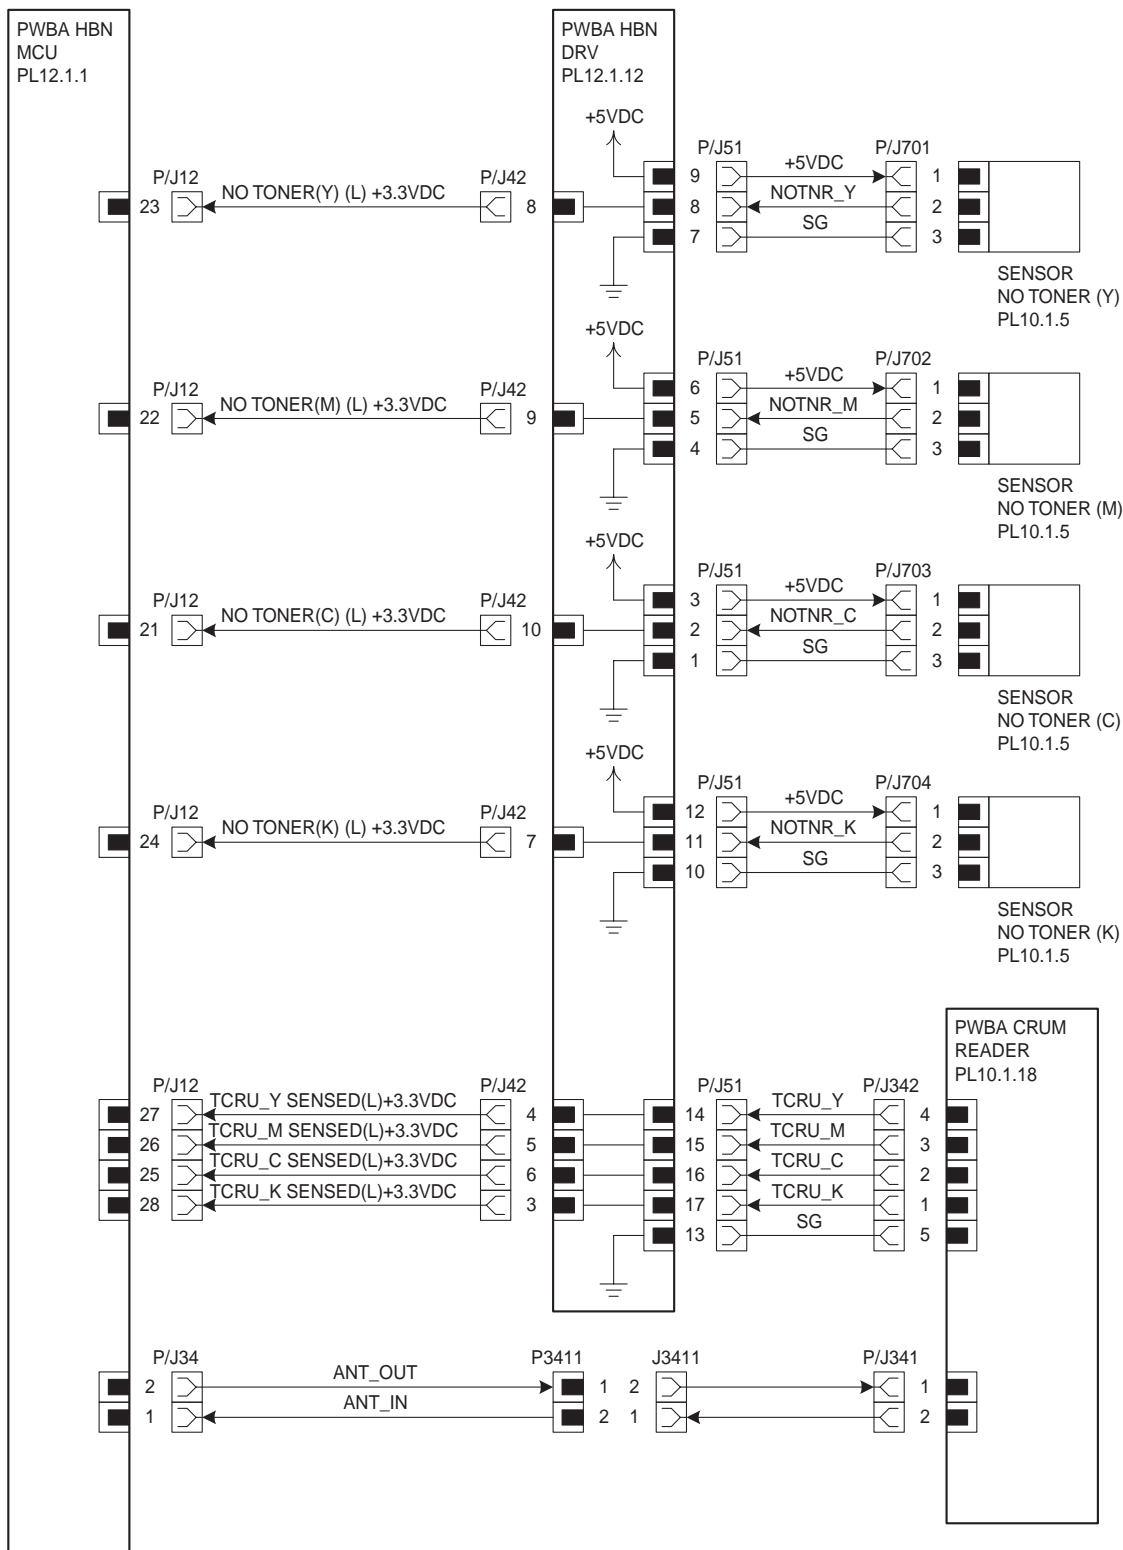 PWBA HBN
MCU
PL12.1.1
PWBA HBN
DRV
PL12.1.12
+5VDC
P/J51
P/J701
P/J12
P/J42
9
+5VDC
1
23
NO TONER(Y) (L) +3.3VDC
8
8
NOTNR_Y
2
7
SG
3
SENSOR
NO TONER (Y)
PL10.1.5
+5VDC
P/J51
P/J702
P/J12
P/J42
6
+5VDC
1
22
NO TONER(M) (L) +3.3VDC
9
5
NOTNR_M
2
4
SG
3
SENSOR
NO TONER (M)
PL10.1.5
+5VDC
P/J51
P/J703
P/J12
P/J42
3
+5VDC
1
21
NO TONER(C) (L) +3.3VDC
10
2
NOTNR_C
2
1
SG
3
SENSOR
NO TONER (C)
PL10.1.5
+5VDC
P/J51
P/J704
P/J12
P/J42
12
+5VDC
1
24
NO TONER(K) (L) +3.3VDC
7
11
NOTNR_K
2
10
SG
3
SENSOR
NO TONER (K)
PL10.1.5
PWBA CRUM
READER
PL10.1.18
P/J12
P/J42
P/J51
P/J342
27
TCRU_Y SENSED(L)+3.3VDC
4
14
TCRU_Y
4
26
TCRU_M SENSED(L)+3.3VDC
5
15
TCRU_M
3
25
TCRU_C SENSED(L)+3.3VDC
6
16
TCRU_C
2
28
TCRU_K SENSED(L)+3.3VDC
3
17
TCRU_K
1
13
SG
5
P/J34
P3411
J3411
P/J341
2
ANT_OUT
1
2
1
1
ANT_IN
2
1
2